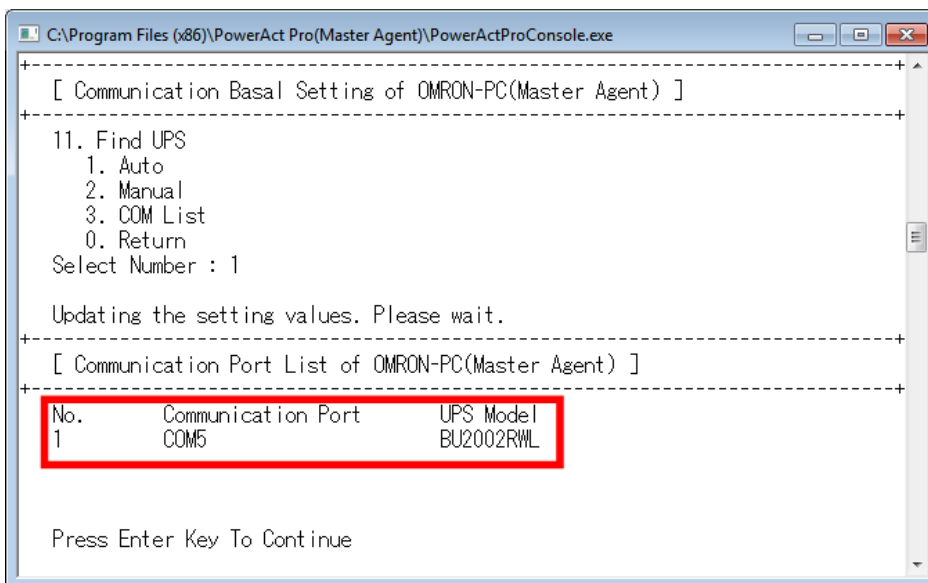 C:\Program Files (x86)\PowerAct Pro(Master Agent)\PowerActProConsole.exe
[ Communication Basal Setting of OMRON-PC(Master Agent) ]
11. Find UPS
1. Auto
2. Manual
3. COM List
0. Return
Select Number : 1
Updating the setting values. Please wait.
[ Communication Port List of OMRON-PC(Master Agent) ]
No. Communication Port UPS Model
1 COM5 BU2002RWL
Press Enter Key To Continue